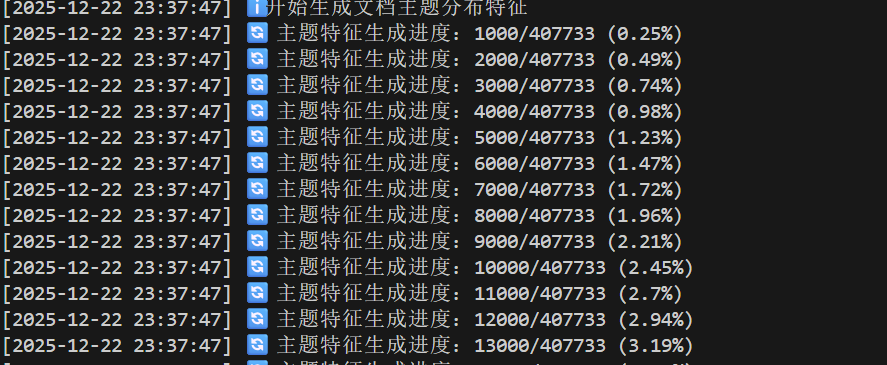 [2025-12-22 23:37:47] ℹ️开始生成文档主题分布特征
[2025-12-22 23:37:47] 🔄 主题特征生成进度：1000/407733 (0.25%)
[2025-12-22 23:37:47] 🔄 主题特征生成进度：2000/407733 (0.49%)
[2025-12-22 23:37:47] 🔄 主题特征生成进度：3000/407733 (0.74%)
[2025-12-22 23:37:47] 🔄 主题特征生成进度：4000/407733 (0.98%)
[2025-12-22 23:37:47] 🔄 主题特征生成进度：5000/407733 (1.23%)
[2025-12-22 23:37:47] 🔄 主题特征生成进度：6000/407733 (1.47%)
[2025-12-22 23:37:47] 🔄 主题特征生成进度：7000/407733 (1.72%)
[2025-12-22 23:37:47] 🔄 主题特征生成进度：8000/407733 (1.96%)
[2025-12-22 23:37:47] 🔄 主题特征生成进度：9000/407733 (2.21%)
[2025-12-22 23:37:47] 🔄 主题特征生成进度：10000/407733 (2.45%)
[2025-12-22 23:37:47] 🔄 主题特征生成进度：11000/407733 (2.7%)
[2025-12-22 23:37:47] 🔄 主题特征生成进度：12000/407733 (2.94%)
[2025-12-22 23:37:47] 🔄 主题特征生成进度：13000/407733 (3.19%)